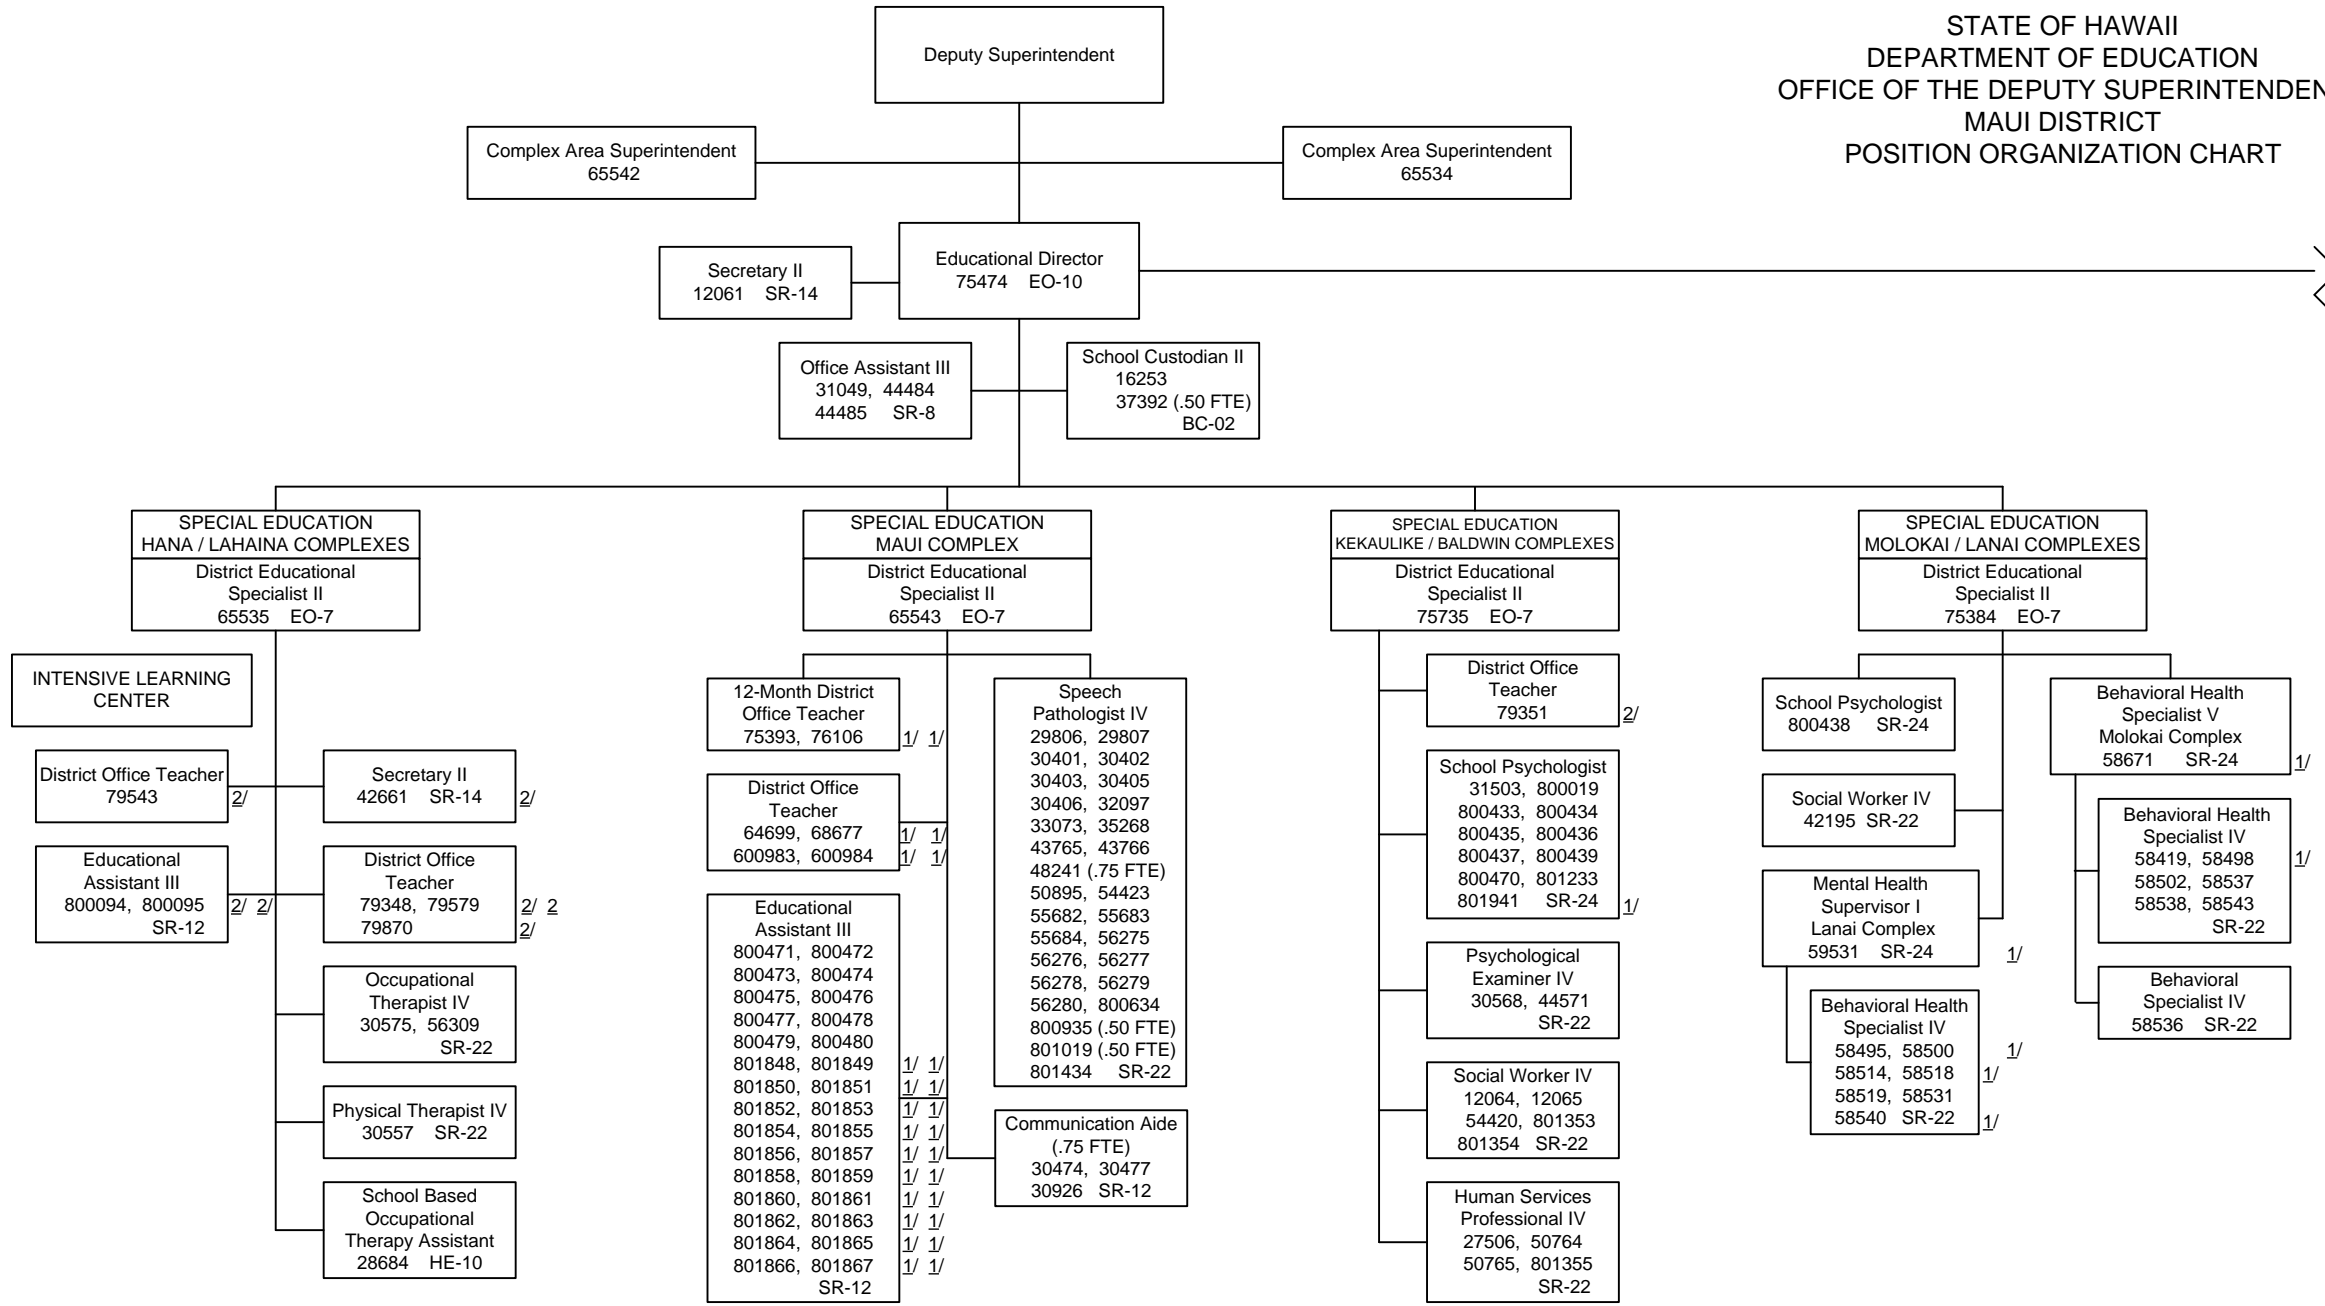 STATE OF HAWAII
DEPARTMENT OF EDUCATION
OFFICE OF THE DEPUTY SUPERINTENDEN
MAUI DISTRICT
POSITION ORGANIZATION CHART
Deputy Superintendent
Complex Area Superintendent
65542
Complex Area Superintendent
65534
Secretary II
12061 SR-14
Educational Director
75474 EO-10
Office Assistant III
31049, 44484
44485 SR-8
School Custodian II
16253
37392 (.50 FTE)
BC-02
SPECIAL EDUCATION
HANA / LAHAINA COMPLEXES
District Educational
Specialist II
65535 EO-7
INTENSIVE LEARNING
CENTER
District Office Teacher
79543 2/
Secretary II
42661 SR-14 2/
Educational
Assistant III
800094, 800095 2/ 2/
SR-12
District Office
Teacher
79348, 79579 2/ 2
79870 2/
Occupational
Therapist IV
30575, 56309
SR-22
Physical Therapist IV
30557 SR-22
School Based
Occupational
Therapy Assistant
28684 HE-10
SPECIAL EDUCATION
MAUI COMPLEX
District Educational
Specialist II
65543 EO-7
12-Month District
Office Teacher
75393, 76106 1/ 1/
District Office
Teacher
64699, 68677 1/ 1/
600983, 600984 1/ 1/
Educational
Assistant III
800471, 800472
800473, 800474
800475, 800476
800477, 800478
800479, 800480
801848, 801849 1/ 1/
801850, 801851 1/ 1/
801852, 801853 1/ 1/
801854, 801855 1/ 1/
801856, 801857 1/ 1/
801858, 801859 1/ 1/
801860, 801861 1/ 1/
801862, 801863 1/ 1/
801864, 801865 1/ 1/
801866, 801867 1/ 1/
SR-12
Speech
Pathologist IV
29806, 29807
30401, 30402
30403, 30405
30406, 32097
33073, 35268
43765, 43766
48241 (.75 FTE)
50895, 54423
55682, 55683
55684, 56275
56276, 56277
56278, 56279
56280, 800634
800935 (.50 FTE)
801019 (.50 FTE)
801434 SR-22
Communication Aide
(.75 FTE)
30474, 30477
30926 SR-12
SPECIAL EDUCATION
KEKAULIKE / BALDWIN COMPLEXES
District Educational
Specialist II
75735 EO-7
District Office
Teacher
79351 2/
School Psychologist
31503, 800019
800433, 800434
800435, 800436
800437, 800439
800470, 801233
801941 SR-24 1/
Psychological
Examiner IV
30568, 44571
SR-22
Social Worker IV
12064, 12065
54420, 801353
801354 SR-22
Human Services
Professional IV
27506, 50764
50765, 801355
SR-22
SPECIAL EDUCATION
MOLOKAI / LANAI COMPLEXES
District Educational
Specialist II
75384 EO-7
School Psychologist
800438 SR-24
Social Worker IV
42195 SR-22
Mental Health
Supervisor I
Lanai Complex
59531 SR-24 1/
Behavioral Health
Specialist IV
58495, 58500 1/
58514, 58518 1/
58519, 58531
58540 SR-22 1/
Behavioral Health
Specialist V
Molokai Complex
58671 SR-24 1/
Behavioral Health
Specialist IV
58419, 58498 1/
58502, 58537
58538, 58543
SR-22
Behavioral
Specialist IV
58536 SR-22